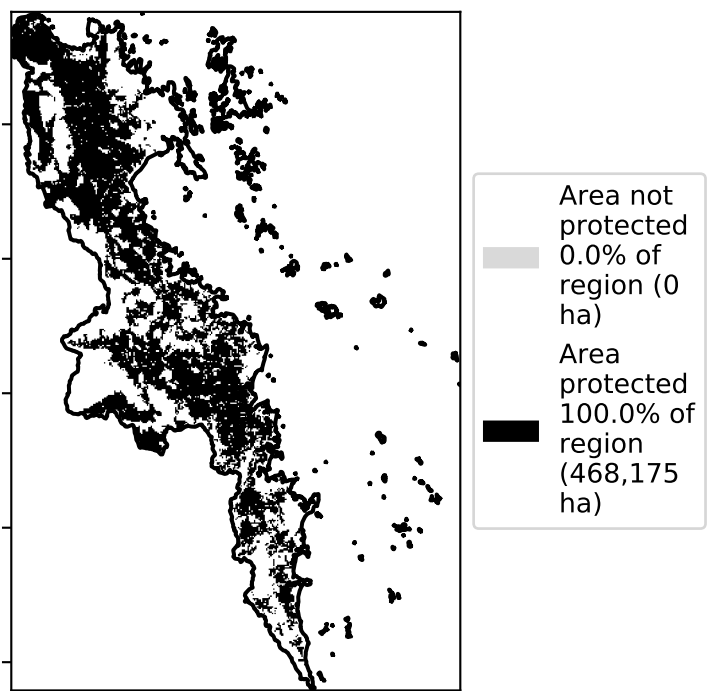 Area not
protected
0.0% of
region (0
ha)
Area
protected
100.0% of
region
(468,175
ha)